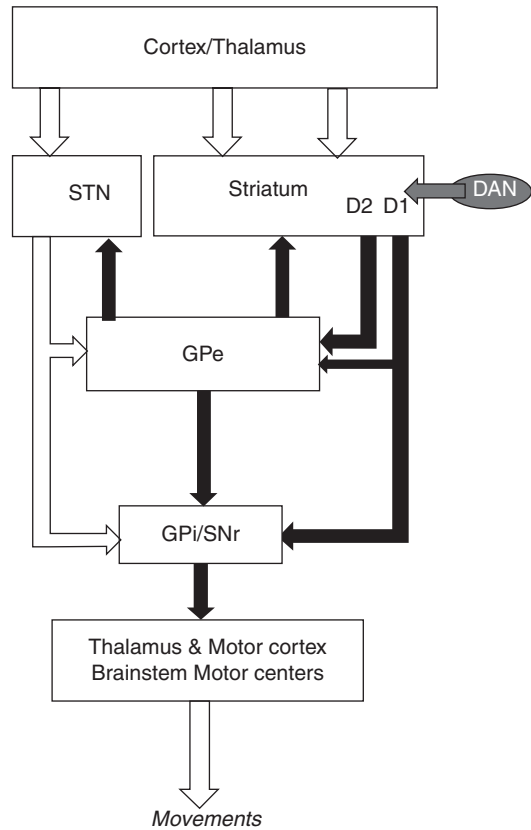 Cortex/Thalamus
STN
Striatum
D2 D1
DAN
GPe
GPi/SNr
Thalamus & Motor cortex
Brainstem Motor centers
Movements